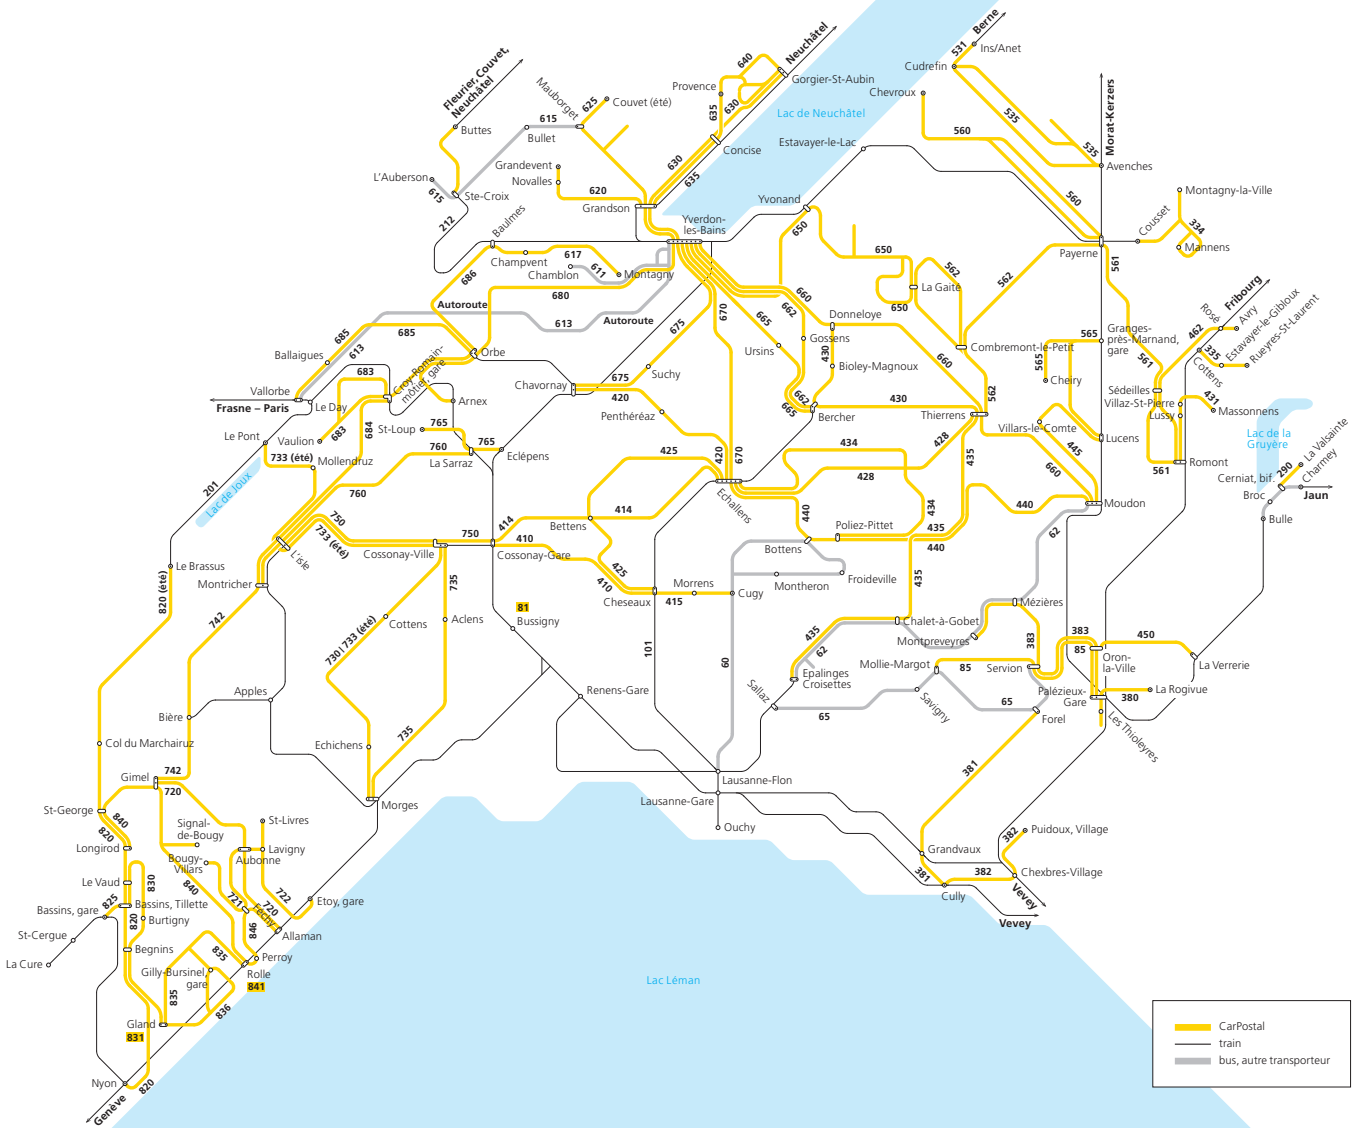 Berne
531
Ins/Anet
Cudrefin
Chevroux
Neuchâtel
640
Gorgier-St-Aubin
Provence
635
630
Lac de Neuchâtel
Fleurier, Couvet,
Neuchâtel
Mauborget
625
Couvet (été)
615
Bullet
Buttes
Concise
Estavayer-le-Lac
560
535
535
Morat-Kerzers
Avenches
L'Auberson
615
Ste-Croix
Grandevent
Novalles
620
630
635
Grandson
212
Baulmes
Yverdon-
les-Bains
Yvonand
650
650
560
Montagny-la-Ville
Cousset
334
Mannens
Payerne
561
Champvent
617
Chamblon
611
Montagny
686
680
Autoroute
613
Autoroute
670
675
665
662
660
Donneloye
La Gaité
650
562
562
Gossens
430
Ursins
Bioley-Magnoux
660
Combremont-le-Petit
562
565
565
Granges-
près-Marnand,
gare
Cheiry
561
Fribourg
Rosé
462
Avry
Estavayer-le-Gibloux
335
Rueyres-St-Laurent
Cottens
685
685
613
Ballaigues
Orbe
Vallorbe
Frasne – Paris
Le Day
683
Croy-Romain-
môtier, gare
Arnex
Chavornay
675
Suchy
420
Penthéréaz
662
665
Bercher
430
Thierrens
Sédeilles
Villaz-St-Pierre
Lussy
431
Massonnens
Villars-le-Comte
445
Lucens
Romont
561
Lac de la
Gruyère
La Valsainte
290
Charmey
Cerniat, bif.
Jaun
Broc
Bulle
Le Pont
Vaulion
683
684
St-Loup
765
765
Eclépens
La Sarraz
760
733 (été)
Mollendruz
760
201
Lac de Joux
425
420
670
434
428
428
435
660
Echallens
440
434
440
Moudon
62
750
733 (été)
L'isle
Cossonay-Ville
750
414
Bettens
414
410
Cossonay-Gare
Poliez-Pittet
435
440
Bottens
Le Brassus
Montricher
820 (été)
742
735
425
410
Cheseaux
Morrens
415
Cugy
Montheron
Froideville
435
Cottens
730 I 733 (été)
Aclens
81
Bussigny
Mézières
Chalet-à-Gobet
Montpreveyres
383
383
450
85
Oron-
la-Ville
La Verrerie
101
435
62
60
Epalinges
Croisettes
Mollie-Margot
85
Servion
Palézieux-
Gare
La Rogivue
380
Les Thioleyres
Apples
Bière
Renens-Gare
Sallaz
65
Savigny
65
Forel
Col du Marchairuz
Echichens
735
Gimel
742
720
Morges
Lausanne-Flon
Lausanne-Gare
Ouchy
381
382
Puidoux, Village
St-George
840
820
Signal-
de-Bougy
St-Livres
Longirod
Lavigny
Aubonne
Bougy-
Villars
Grandvaux
Le Vaud
830
840
721
722
720
Féchy
381
382
Cully
Chexbres-Village
Vevey
Vevey
825
Bassins, gare
Bassins, Tillette
820
Burtigny
Etoy, gare
846
Allaman
St-Cergue
La Cure
Begnins
835
Perroy
Rolle
841
Gilly-Bursinel,
gare
835
836
Gland
831
Lac Léman
Nyon
820
Genève
CarPostal
train
bus, autre transporteur